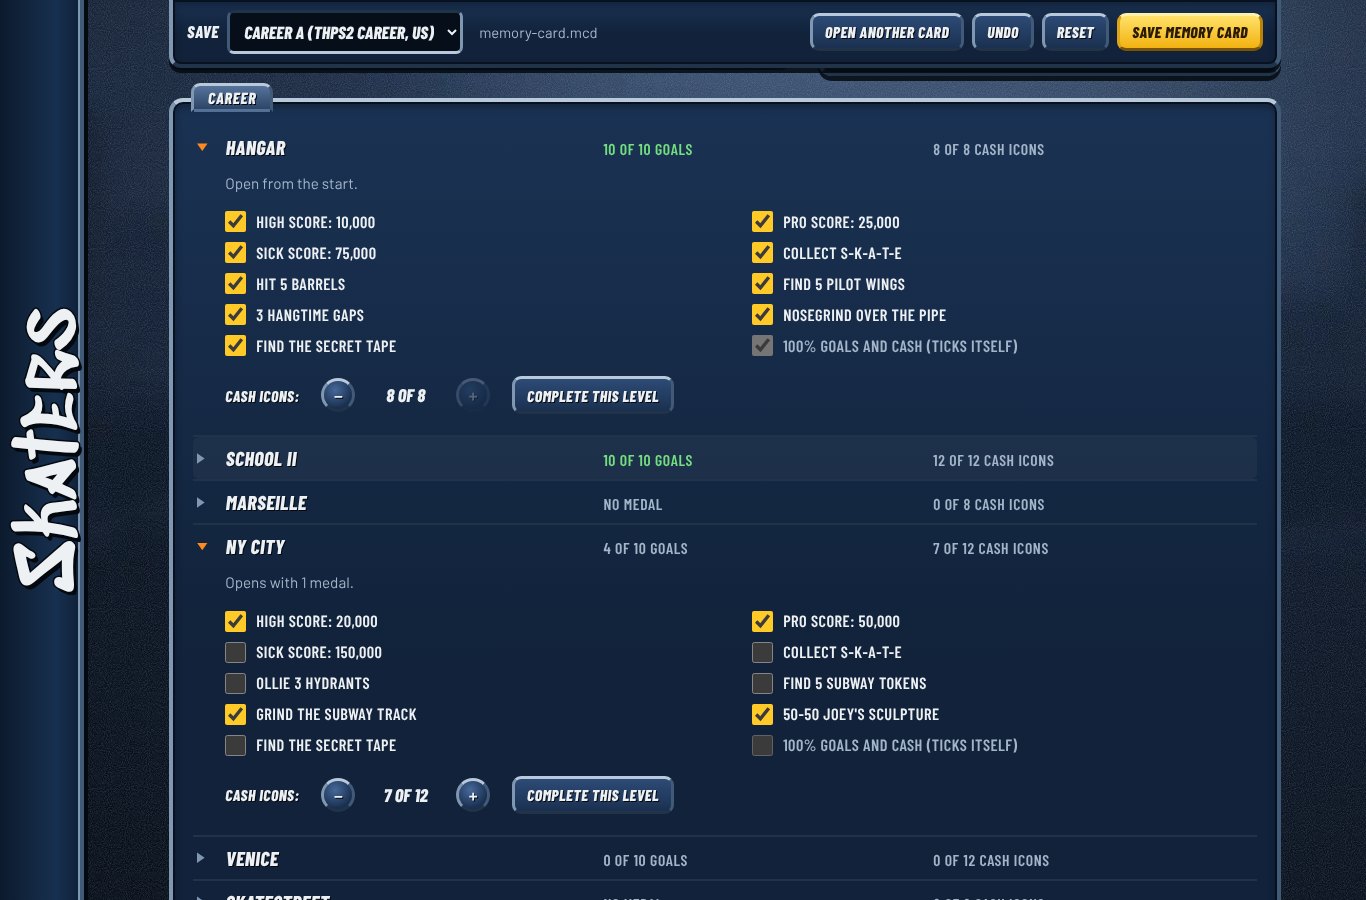 SAVE CAREER A (THPS2 CAREER, US) memory-card.mcd OPEN ANOTHER CARD UNDO RESET SAVE MEMORY CARD
CAREER
HANGAR 10 OF 10 GOALS 8 OF 8 CASH ICONS
Open from the start.
HIGH SCORE: 10,000 PRO SCORE: 25,000
SICK SCORE: 75,000 COLLECT S-K-A-T-E
HIT 5 BARRELS FIND 5 PILOT WINGS
3 HANGTIME GAPS NOSEGRIND OVER THE PIPE
FIND THE SECRET TAPE 100% GOALS AND CASH (TICKS ITSELF)
CASH ICONS: − 8 OF 8 + COMPLETE THIS LEVEL
SCHOOL II 10 OF 10 GOALS 12 OF 12 CASH ICONS
MARSEILLE NO MEDAL 0 OF 8 CASH ICONS
NY CITY 4 OF 10 GOALS 7 OF 12 CASH ICONS
Opens with 1 medal.
HIGH SCORE: 20,000 PRO SCORE: 50,000
SICK SCORE: 150,000 COLLECT S-K-A-T-E
OLLIE 3 HYDRANTS FIND 5 SUBWAY TOKENS
GRIND THE SUBWAY TRACK 50-50 JOEY'S SCULPTURE
FIND THE SECRET TAPE 100% GOALS AND CASH (TICKS ITSELF)
CASH ICONS: − 7 OF 12 + COMPLETE THIS LEVEL
VENICE 0 OF 10 GOALS 0 OF 12 CASH ICONS
SKATERS